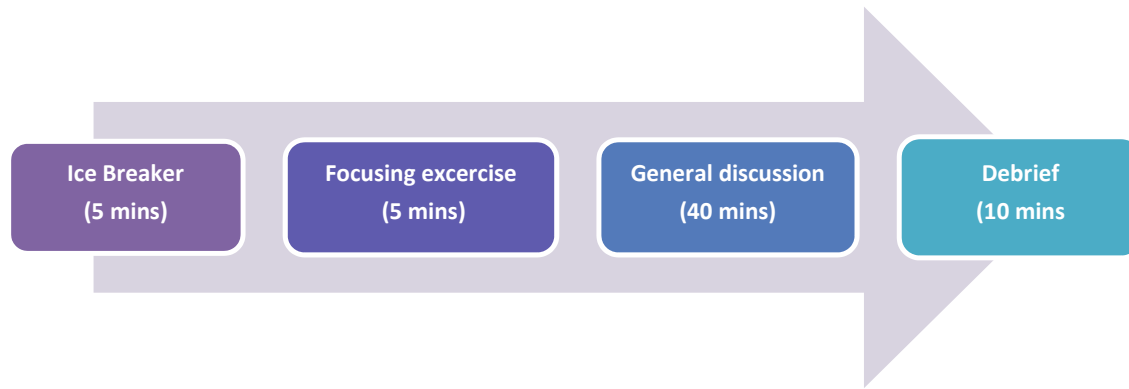 Ice Breaker
(5 mins)
Focusing excercise
(5 mins)
General discussion
(40 mins)
Debrief
(10 mins